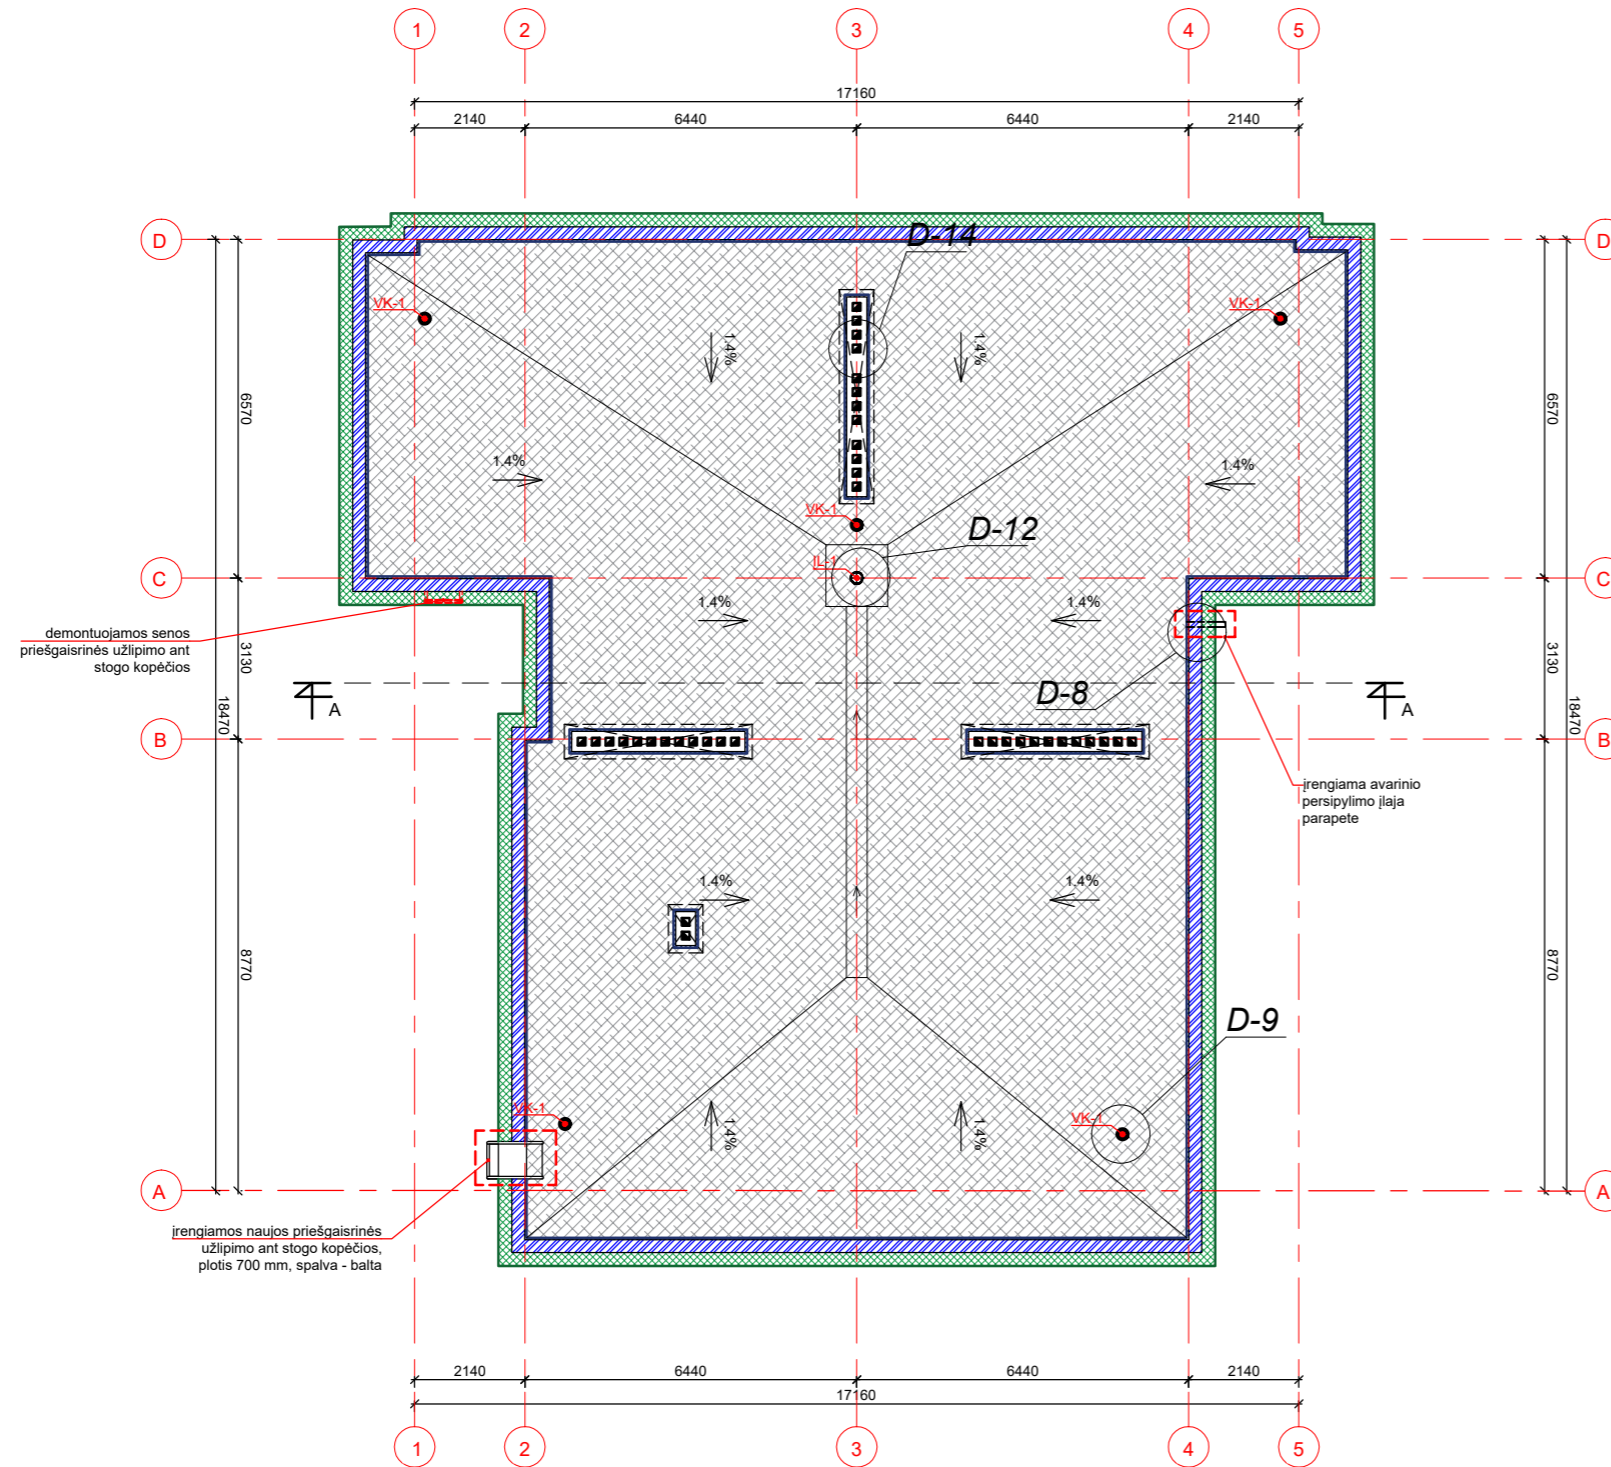 1
2
3
4
5
17160
2140
6440
6440
2140
D
D
D-14
VK-1
VK-1
1.4%
1.4%
6570
6570
1.4%
1.4%
VK-1
D-12
IL-1
C
C
1.4%
1.4%
demontuojamos senos
priešgaisrinės užlipimo ant
stogo kopėčios
3130
3130
18470
18470
D-8
A
A
B
B
įrengiama avarinio
persipylimo įlaja
parapete
1.4%
1.4%
8770
8770
D-9
VK-1
VK-1
1.4%
1.4%
A
A
įrengiamos naujos priešgaisrinės
užlipimo ant stogo kopėčios,
plotis 700 mm, spalva - balta
2140
6440
6440
2140
17160
1
2
3
4
5